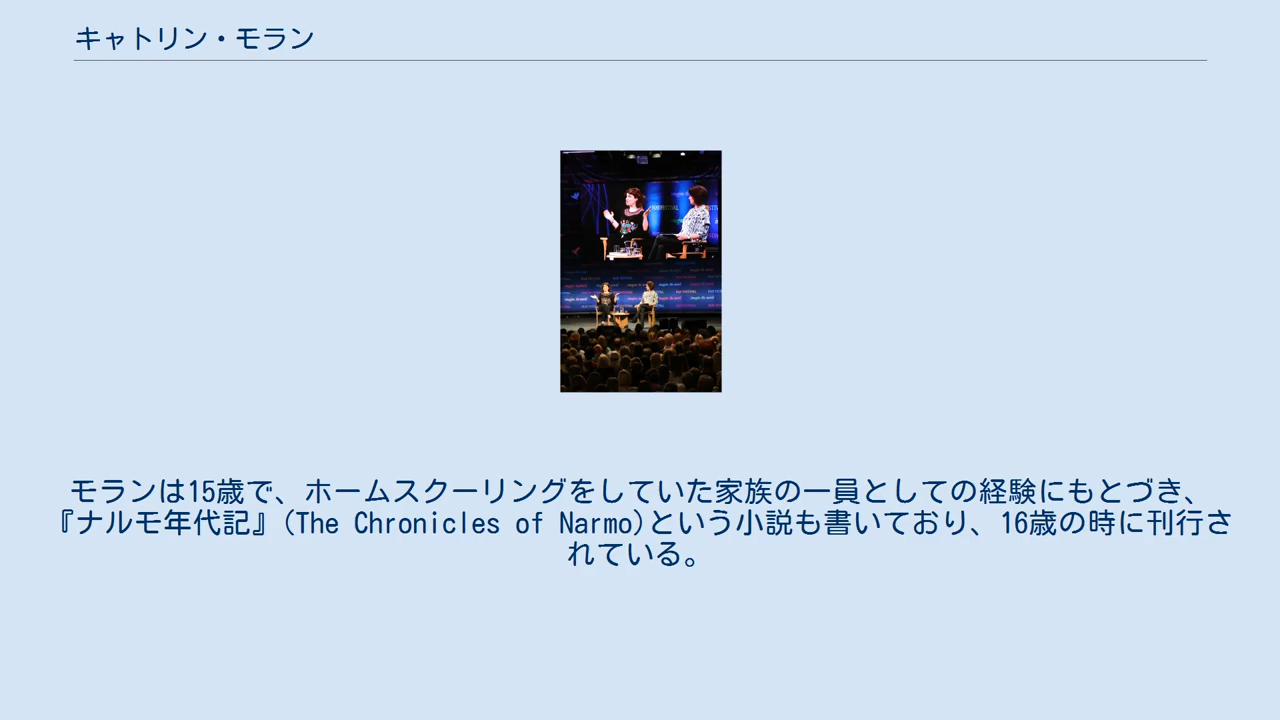 キャトリン・モラン
モランは15歳で、ホームスクーリングをしていた家族の一員としての経験にもとづき、
『ナルモ年代記』(The Chronicles of Narmo)という小説も書いており、16歳の時に刊行さ
れている。